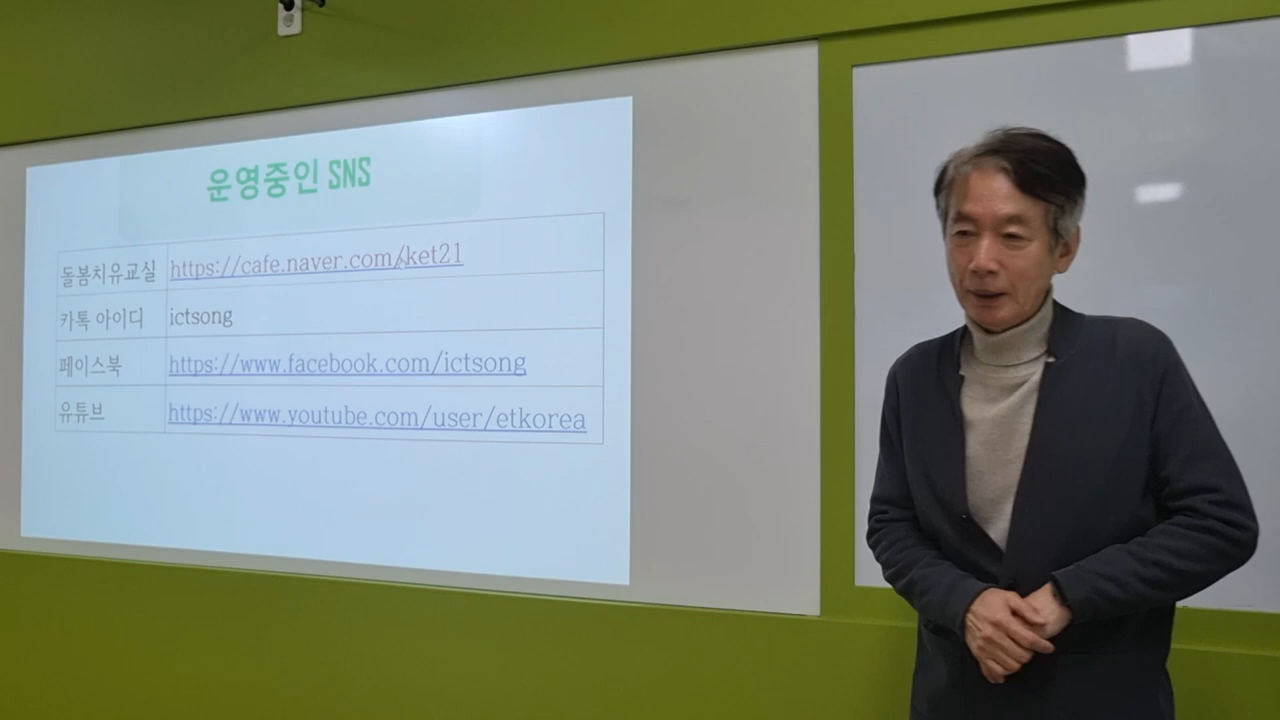 운영중인 SNS
돌봄치유교실 https://cafe.naver.com/ket21
카톡 아이디 ictsong
페이스북 https://www.facebook.com/ictsong
유튜브 https://www.youtube.com/user/etkorea